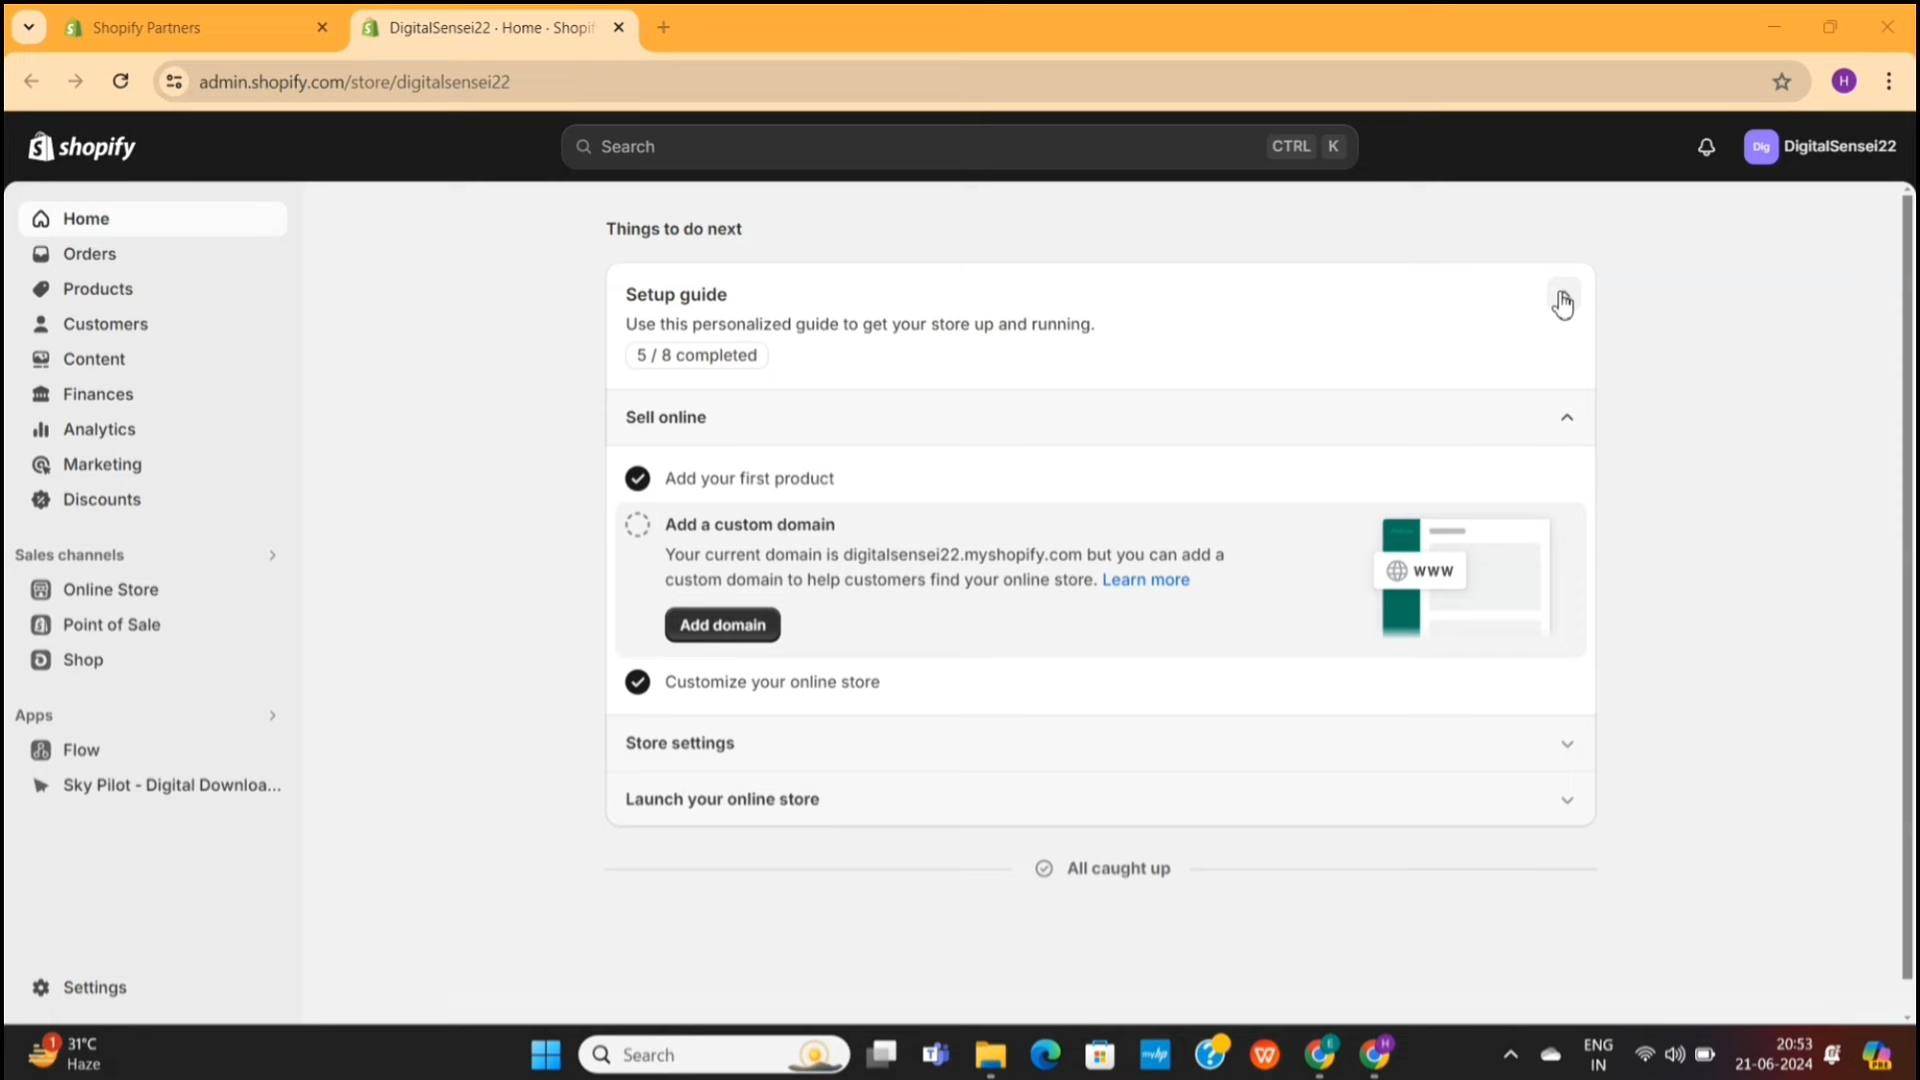 Shopify Partners
DigitalSensei22 · Home · Shopif
admin.shopify.com/store/digitalsensei22
H
shopify
Search
CTRL K
Dig
DigitalSensei22
Home
Orders
Products
Customers
Content
Finances
Analytics
Marketing
Discounts
Sales channels
Online Store
Point of Sale
Shop
Apps
Flow
Sky Pilot - Digital Downloa...
Settings
Things to do next
Setup guide
Use this personalized guide to get your store up and running.
5 / 8 completed
Sell online
Add your first product
Add a custom domain
Your current domain is digitalsensei22.myshopify.com but you can add a
custom domain to help customers find your online store. Learn more
www
Add domain
Customize your online store
Store settings
Launch your online store
All caught up
1
31°C
Haze
Search
myhp
E
H
ENG
IN
20:53
21-06-2024
PRE